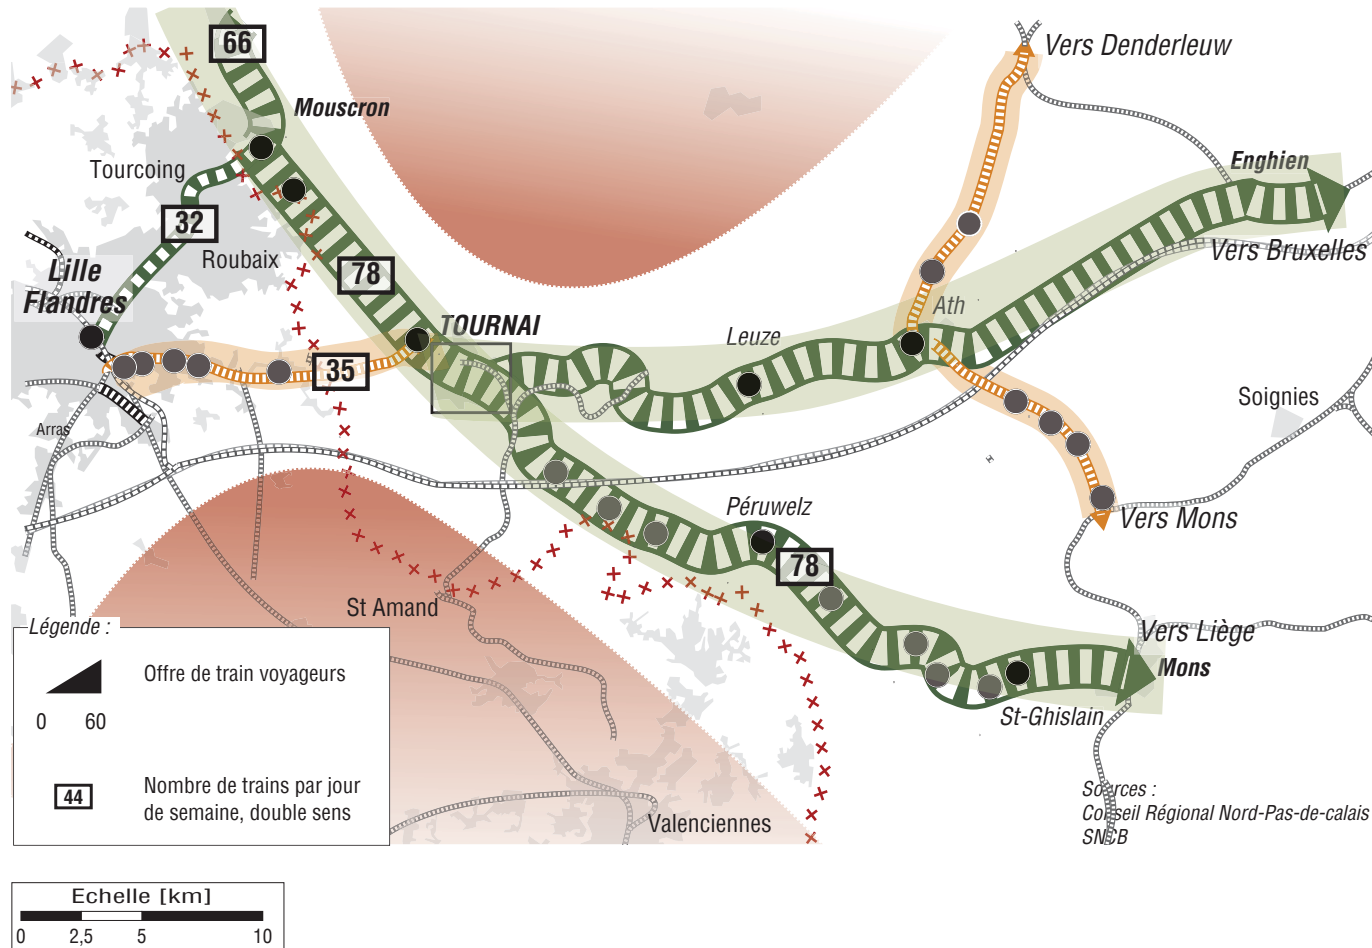 66
Vers Denderleuw
Mouscron
Tourcoing
Enghien
32
Roubaix
Vers Bruxelles
Lille
Flandres
78
Ath
TOURNAI
Leuze
35
Soignies
Arras
Péruwelz
Vers Mons
78
St Amand
Vers Liège
Mons
St-Ghislain
Légende :
Offre de train voyageurs
0 60
44
Nombre de trains par jour
de semaine, double sens
Valenciennes
Sources :
Conseil Régional Nord-Pas-de-calais
SNCB
Echelle [km]
0 2,5 5 10